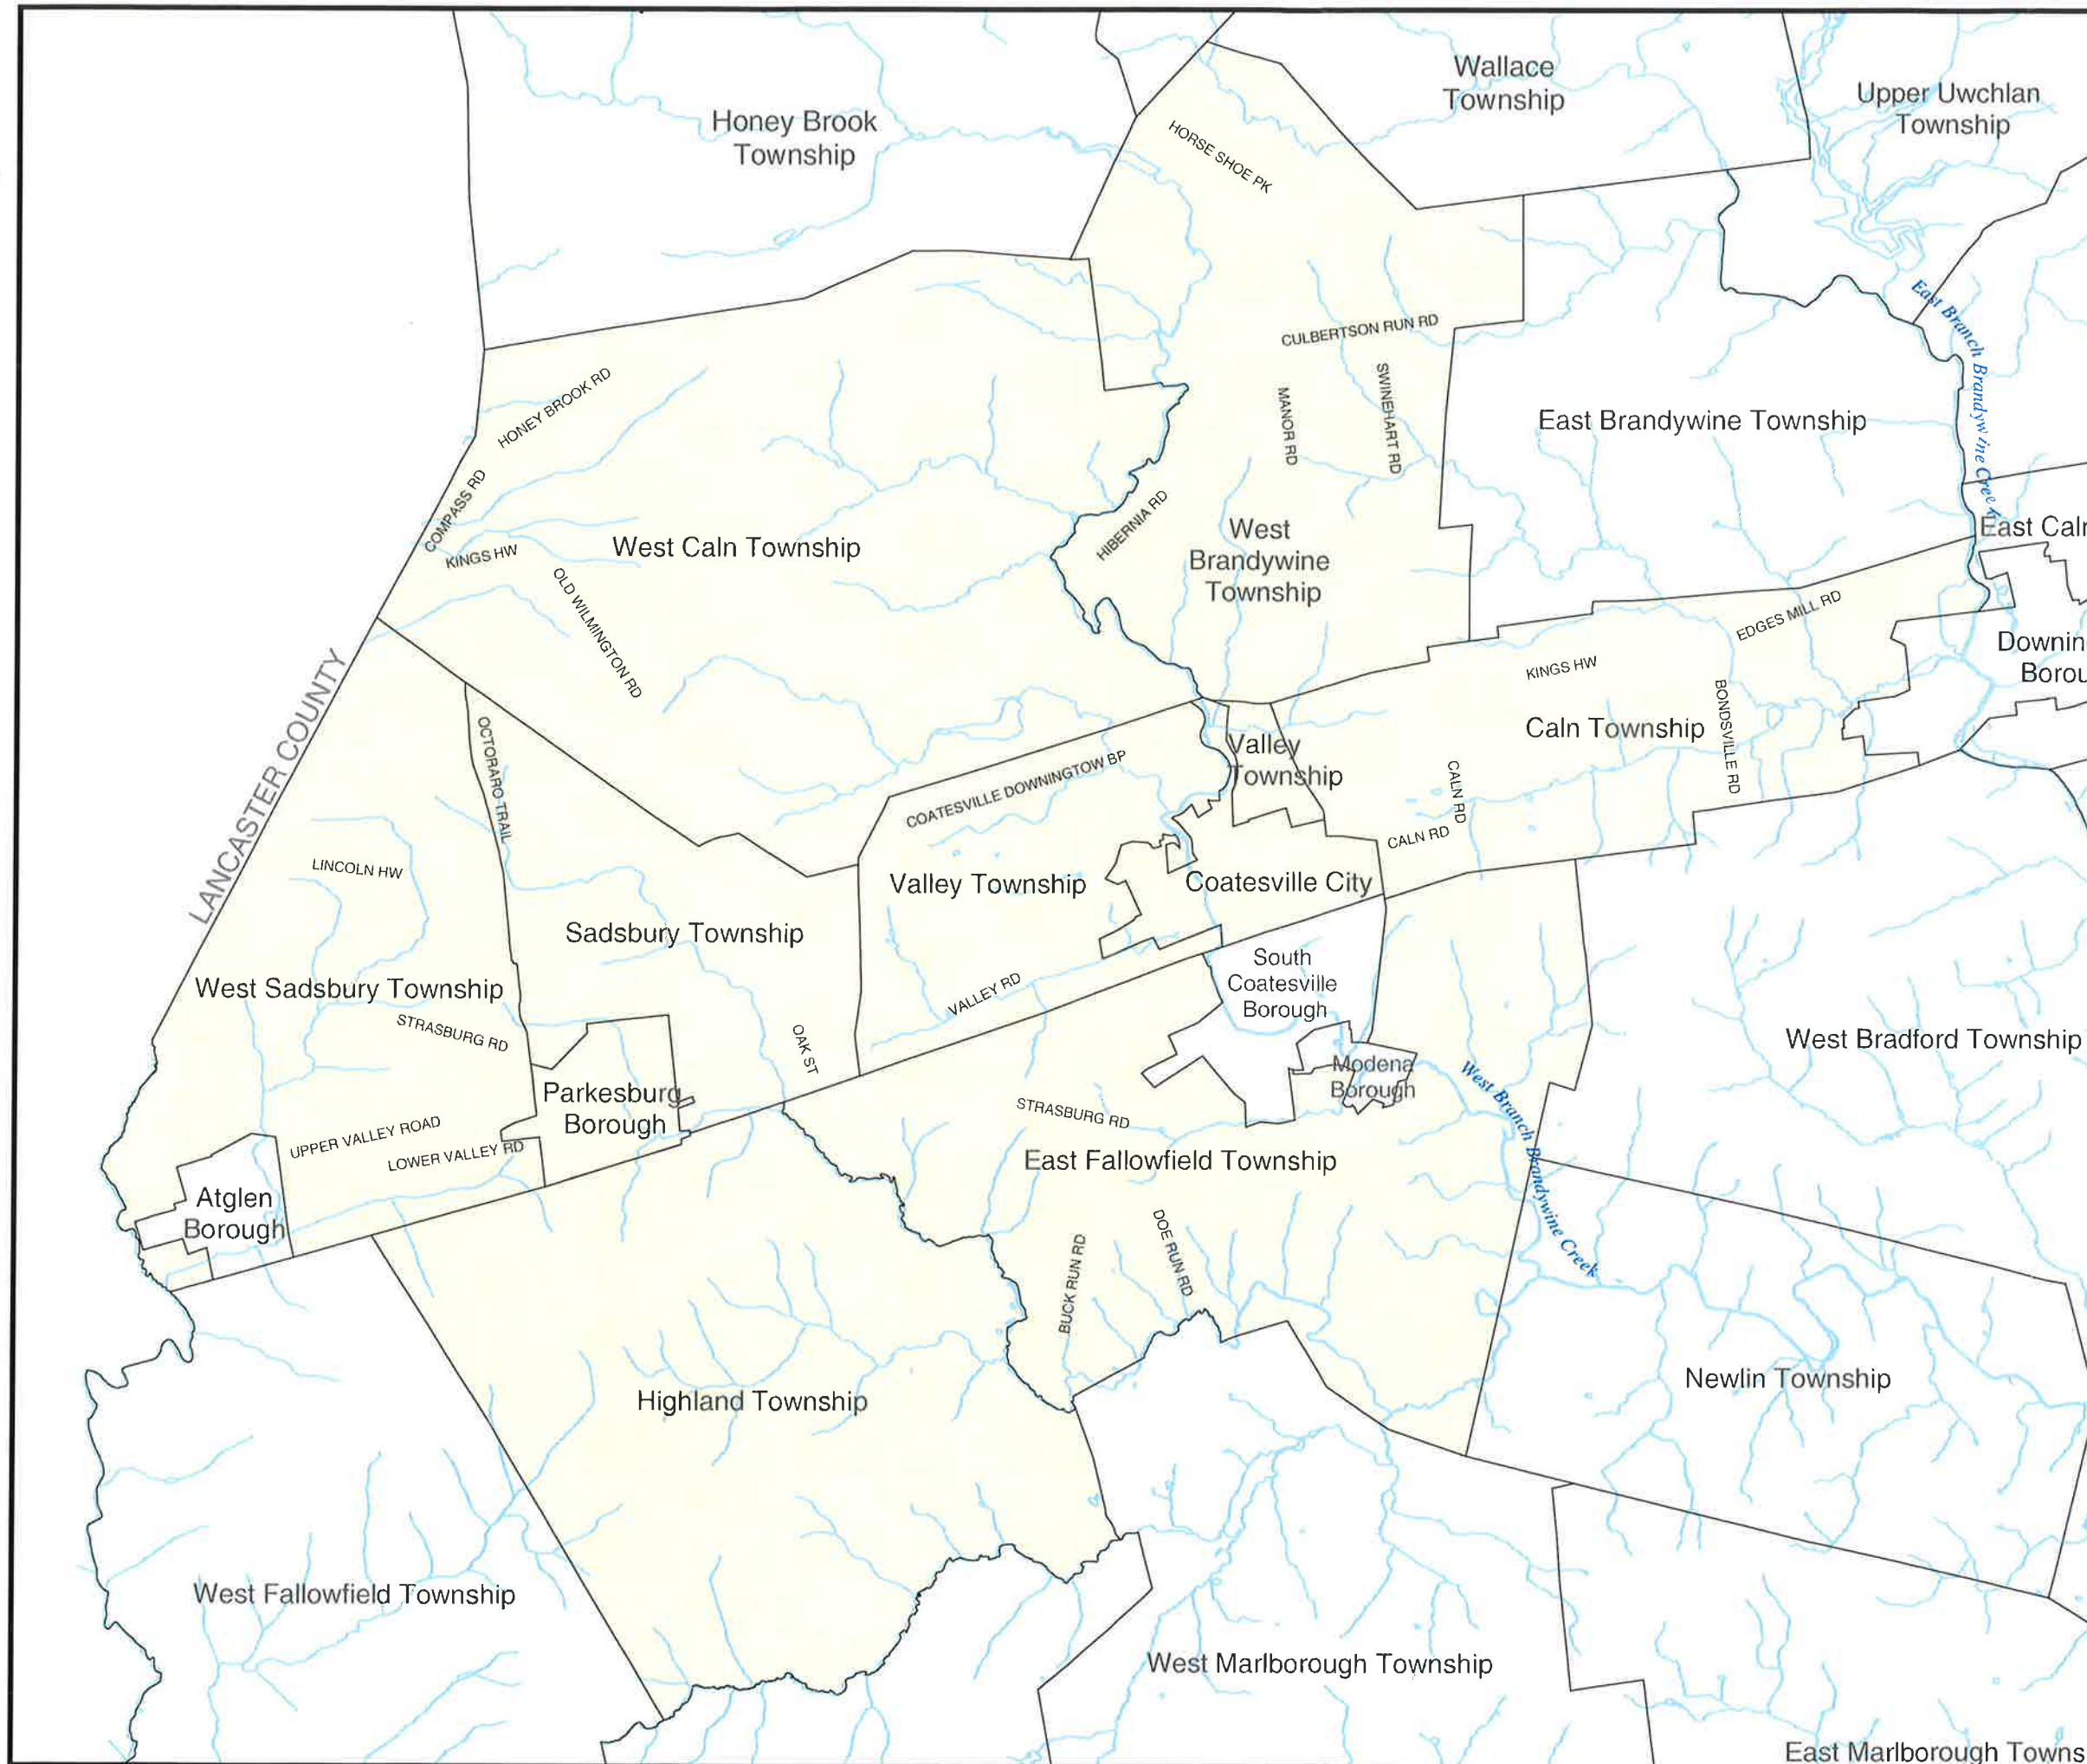 Wallace
Township
Upper Uwchlan
Township
Honey Brook
Township
HORSE SHOE PK
East Branch Brandywine Creek
CULBERTSON RUN RD
HONEY BROOK RD
MANOR RD
SWINEHART RD
East Brandywine Township
COMPASS RD
KINGS HW
West Caln Township
HIBERNIA RD
West
Brandywine
Township
East Caln
OLD WILMINGTON RD
EDGES MILL RD
Downin
Borou
KINGS HW
LANCASTER COUNTY
OCTORARO TRAIL
BONDSVILLE RD
Caln Township
Valley
Township
COATESVILLE DOWNINGTOW BP
CALN RD
CALN RD
LINCOLN HW
Valley Township
Coatesville City
Sadsbury Township
South
Coatesville
Borough
West Sadsbury Township
VALLEY RD
STRASBURG RD
OAK ST
West Bradford Township
Modena
Borough
West Branch Brandywine Creek
Parkesburg
Borough
STRASBURG RD
UPPER VALLEY ROAD
LOWER VALLEY RD
East Fallowfield Township
Atglen
Borough
BUCK RUN RD
DOE RUN RD
Highland Township
Newlin Township
West Fallowfield Township
West Marlborough Township
East Marlborough Towns